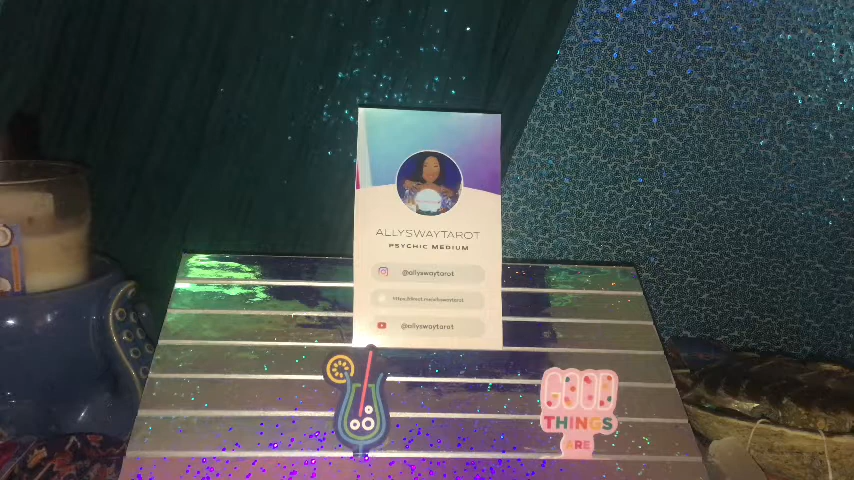 ALLYSWAYTAROT
PSYCHIC MEDIUM
@allyswaytarot
@allyswaytarot
GOOD
THINGS
ARE